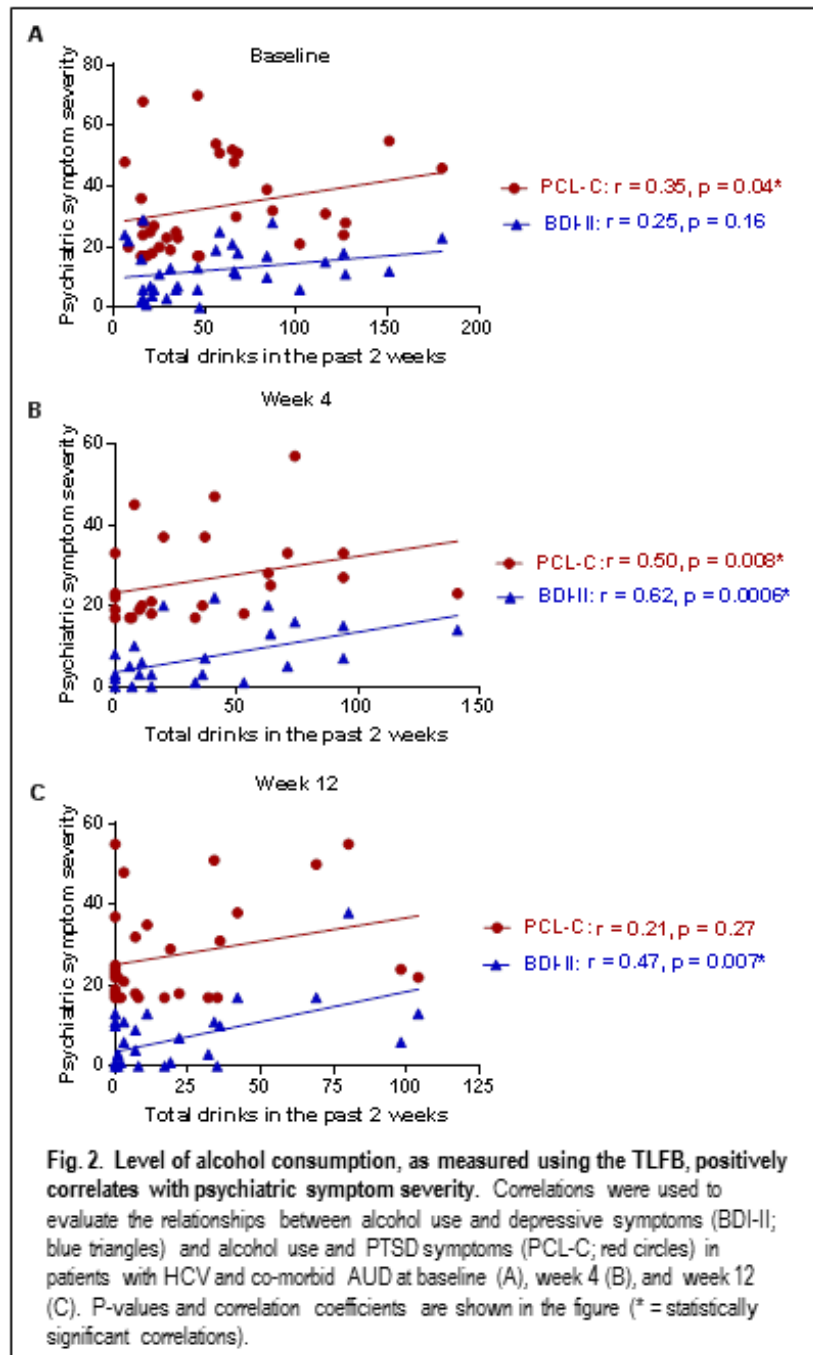 A
Baseline
Psychiatric symptom severity
80
60
40
20
0
0 50 100 150 200
Total drinks in the past 2 weeks
PCL-C: r = 0.35, p = 0.04*
BDI-II: r = 0.25, p = 0.16
B
Week 4
Psychiatric symptom severity
60
40
20
0
0 50 100 150
Total drinks in the past 2 weeks
PCL-C: r = 0.50, p = 0.008*
BDI-II: r = 0.62, p = 0.0006*
C
Week 12
Psychiatric symptom severity
60
40
20
0
0 25 50 75 100 125
Total drinks in the past 2 weeks
PCL-C: r = 0.21, p = 0.27
BDI-II: r = 0.47, p = 0.007*
Fig. 2. Level of alcohol consumption, as measured using the TLFB, positively
correlates with psychiatric symptom severity. Correlations were used to
evaluate the relationships between alcohol use and depressive symptoms (BDI-II;
blue triangles) and alcohol use and PTSD symptoms (PCL-C; red circles) in
patients with HCV and co-morbid AUD at baseline (A), week 4 (B), and week 12
(C). P-values and correlation coefficients are shown in the figure (* = statistically
significant correlations).